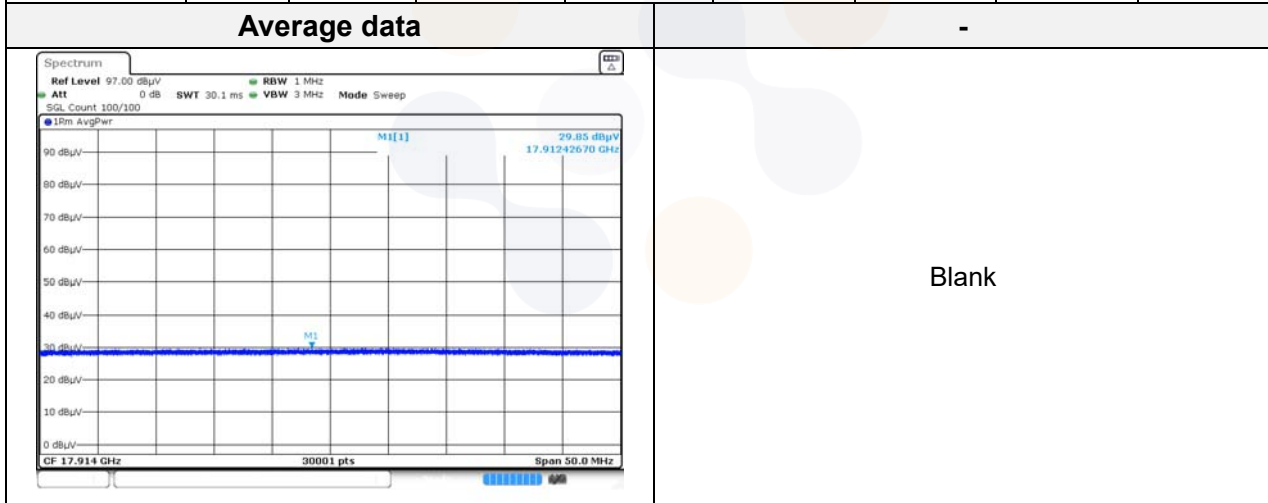 Average data
-
Spectrum
Ref Level 97.00 dBµV RBW 1 MHz
Att 0 dB SWT 30.1 ms VBW 3 MHz Mode Sweep
SGL Count 100/100
1Rm AvgPwr
M1[1] 29.85 dBµV
17.91242670 GHz
90 dBµV
80 dBµV
70 dBµV
60 dBµV
50 dBµV
40 dBµV
M1
30 dBµV
20 dBµV
10 dBµV
0 dBµV
CF 17.914 GHz 30001 pts Span 50.0 MHz
Blank